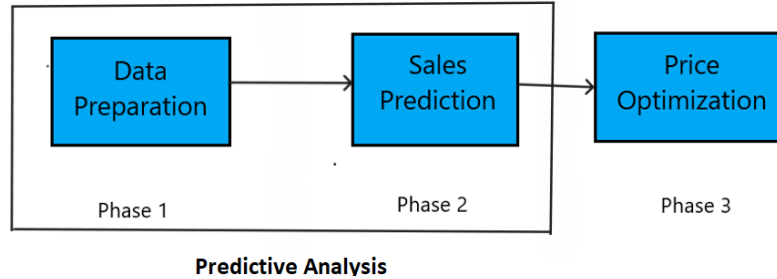 Data
Preparation
Sales
Prediction
Price
Optimization
Phase 1
Phase 2
Phase 3
Predictive Analysis